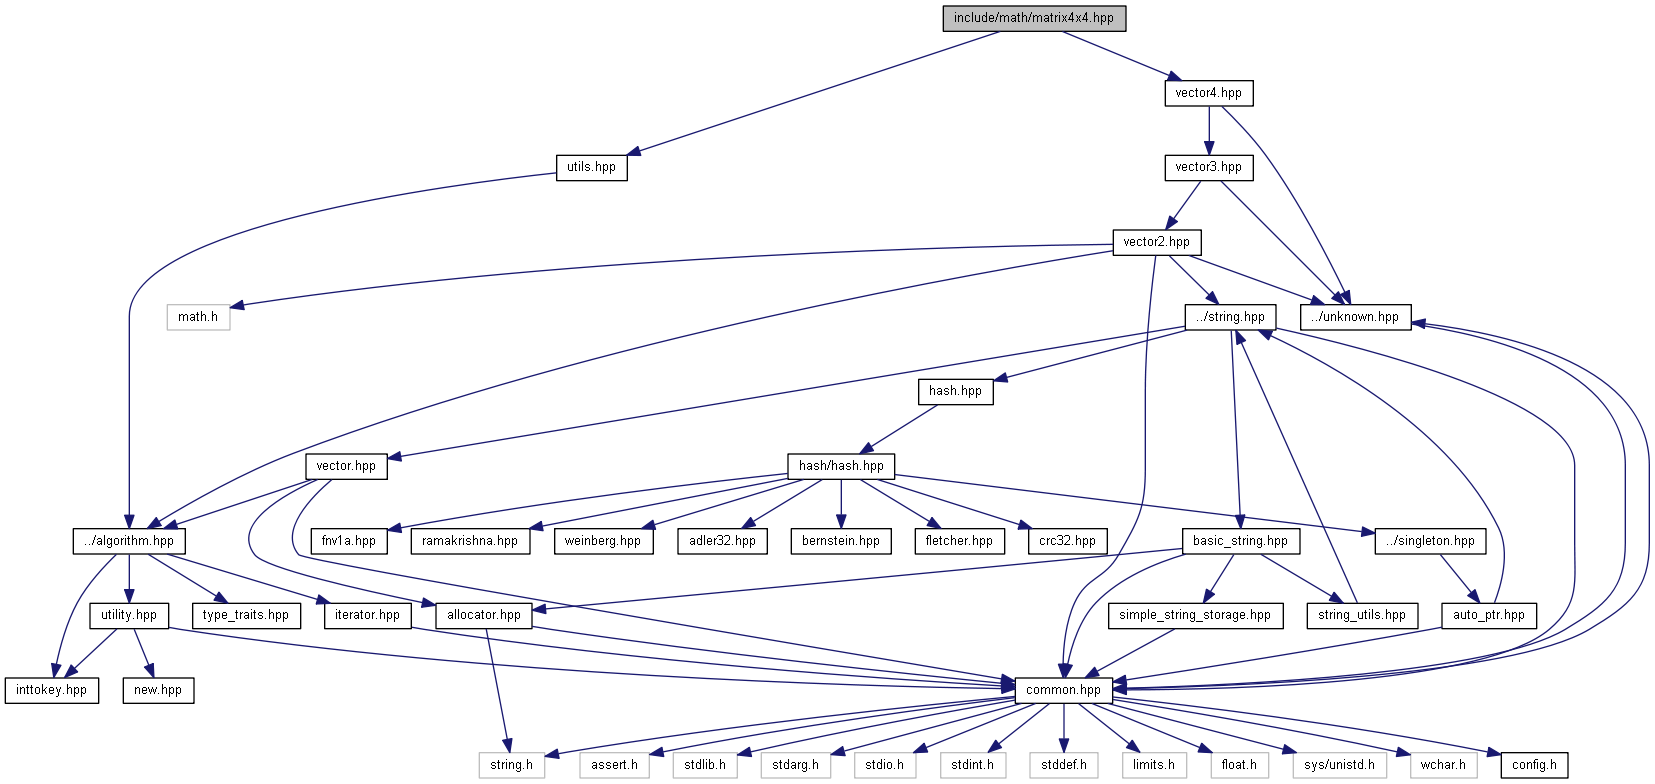 include/math/matrix4x4.hpp
vector4.hpp
utils.hpp
vector3.hpp
vector2.hpp
math.h
../string.hpp
../unknown.hpp
hash.hpp
vector.hpp
hash/hash.hpp
../algorithm.hpp
fnv1a.hpp
ramakrishna.hpp
weinberg.hpp
adler32.hpp
bernstein.hpp
fletcher.hpp
crc32.hpp
basic_string.hpp
../singleton.hpp
utility.hpp
type_traits.hpp
iterator.hpp
allocator.hpp
simple_string_storage.hpp
string_utils.hpp
auto_ptr.hpp
inttokey.hpp
new.hpp
common.hpp
string.h
assert.h
stdlib.h
stdarg.h
stdio.h
stdint.h
stddef.h
limits.h
float.h
sys/unistd.h
wchar.h
config.h